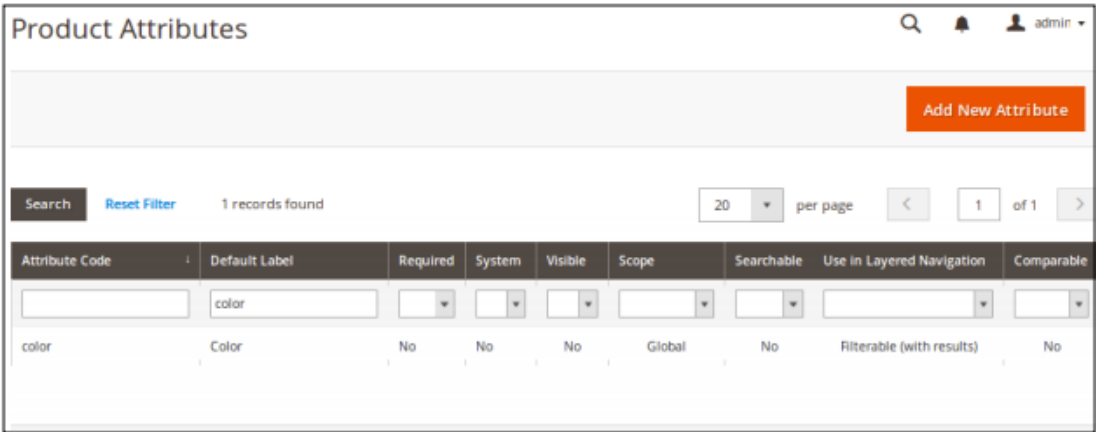 Product Attributes
admin
Add New Attribute
Search Reset Filter 1 records found 20 per page 1 of 1
Attribute Code Default Label Required System Visible Scope Searchable Use in Layered Navigation Comparable
color
color Color No No No Global No Filterable (with results) No